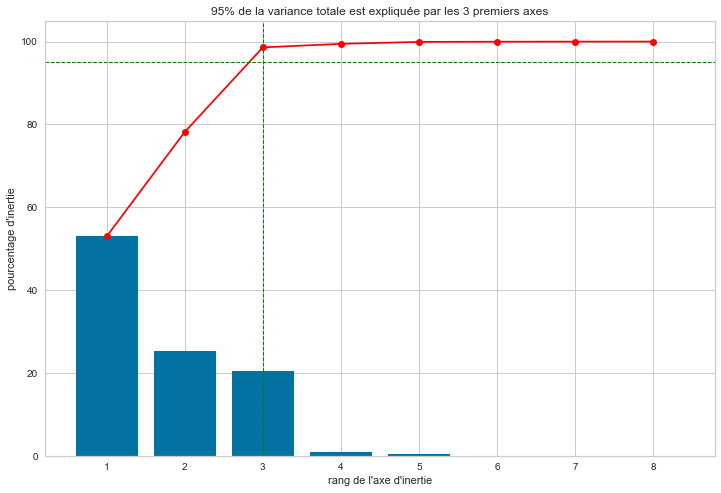 95% de la variance totale est expliquée par les 3 premiers axes
100
80
60
40
20
0
pourcentage d'inertie
1 2 3 4 5 6 7 8
rang de l'axe d'inertie